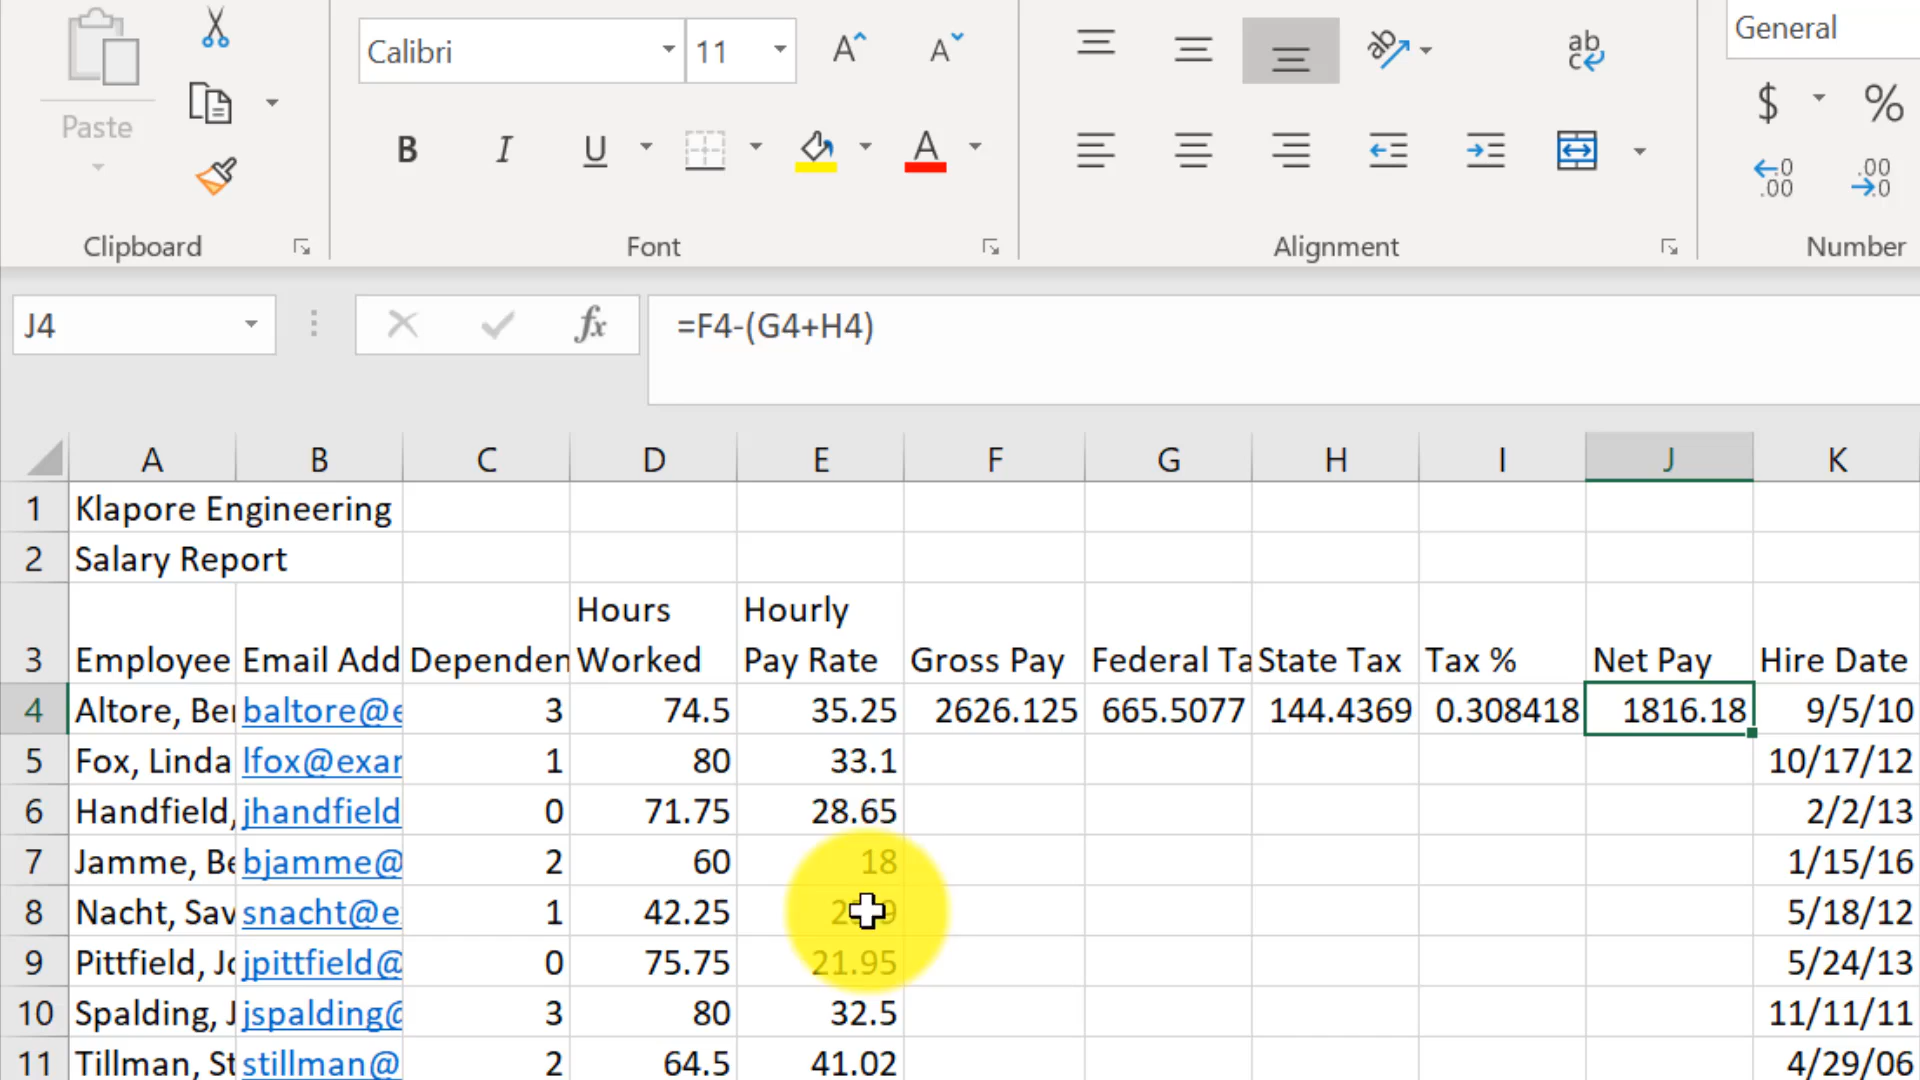 Calibri 11 General
Paste
Clipboard Font Alignment Number
J4 fx =F4-(G4+H4)
A B C D E F G H I J K
1 Klapore Engineering
2 Salary Report
Hours Hourly
3 Employee Email Add Dependen Worked Pay Rate Gross Pay Federal Ta State Tax Tax % Net Pay Hire Date
4 Altore, Be baltore@e 3 74.5 35.25 2626.125 665.5077 144.4369 0.308418 1816.18 9/5/10
5 Fox, Linda lfox@exar 1 80 33.1 10/17/12
6 Handfield, jhandfield 0 71.75 28.65 2/2/13
7 Jamme, Be bjamme@ 2 60 18 1/15/16
8 Nacht, Sav snacht@e 1 42.25 5/18/12
9 Pittfield, Jo jpittfield@ 0 75.75 21.95 5/24/13
10 Spalding, J jspalding@ 3 80 32.5 11/11/11
11 Tillman, St stillman@ 2 64.5 41.02 4/29/06